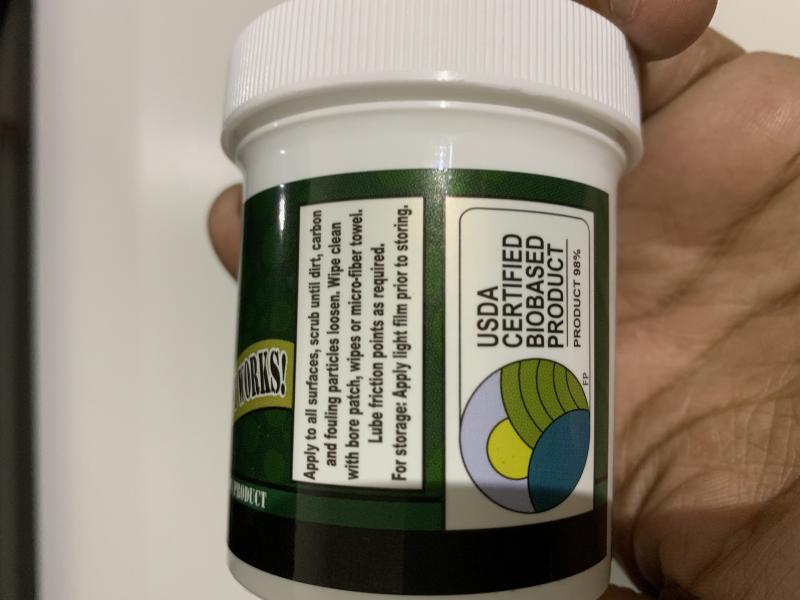 WORKS!
PRODUCT
Apply to all surfaces, scrub until dirt, carbon
and fouling particles loosen. Wipe clean
with bore patch, wipes or micro-fiber towel.
Lube friction points as required.
For storage: Apply light film prior to storing.
USDA
CERTIFIED
BIOBASED
PRODUCT
PRODUCT 98%
FP